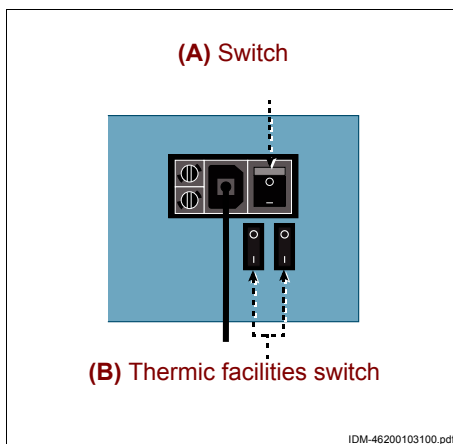 (A) Switch
O
I
O
I
O
I
(B) Thermic facilities switch
IDM-46200103100.pdf